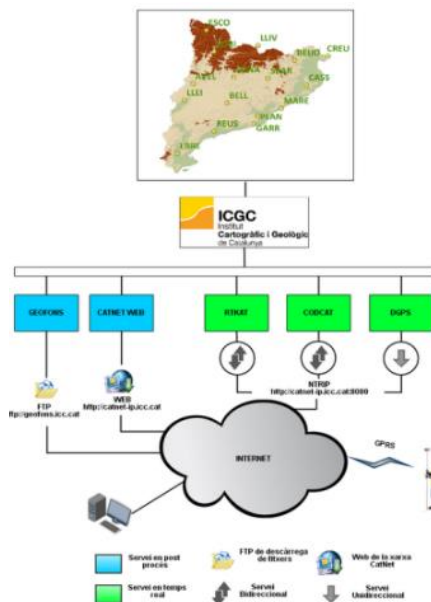 ESCO
LLIV
CREU
BELL
CASS
LLEI
MARE
PLAN
GARR
REUS
ICGC
Institut
Cartogràfic i Geològic
de Catalunya
GEOFONS
CATNET WEB
RTKAT
CODCAT
DGPS
FTP
ftp://geofons.icc.cat
WEB
http://catnet-ip.icc.cat
NTRIP
http://catnet-ip.icc.cat:8080
INTERNET
GPRS
Servei en post
procés
FTP de descàrrega
de fitxers
Web de la xarxa
CatNet
Servei en temps
real
Servei
Bidireccional
Servei
Unidireccional